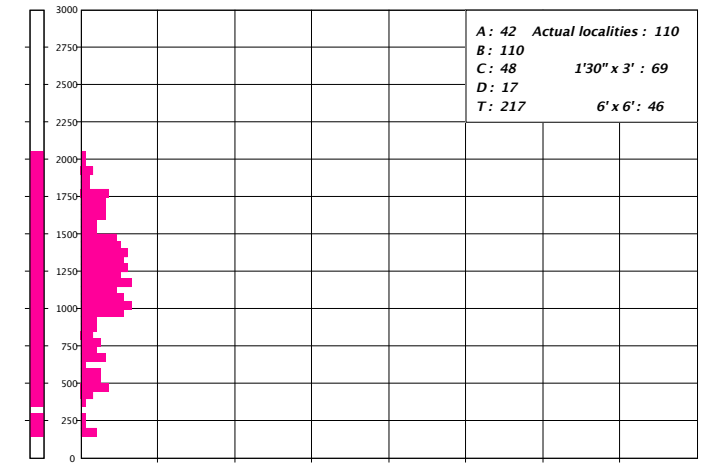 3000
A : 42 Actual localities : 110
2750
B : 110
C : 48 1'30" x 3' : 69
2500
D : 17
T : 217 6' x 6' : 46
2250
2000
1750
1500
1250
1000
750
500
250
0